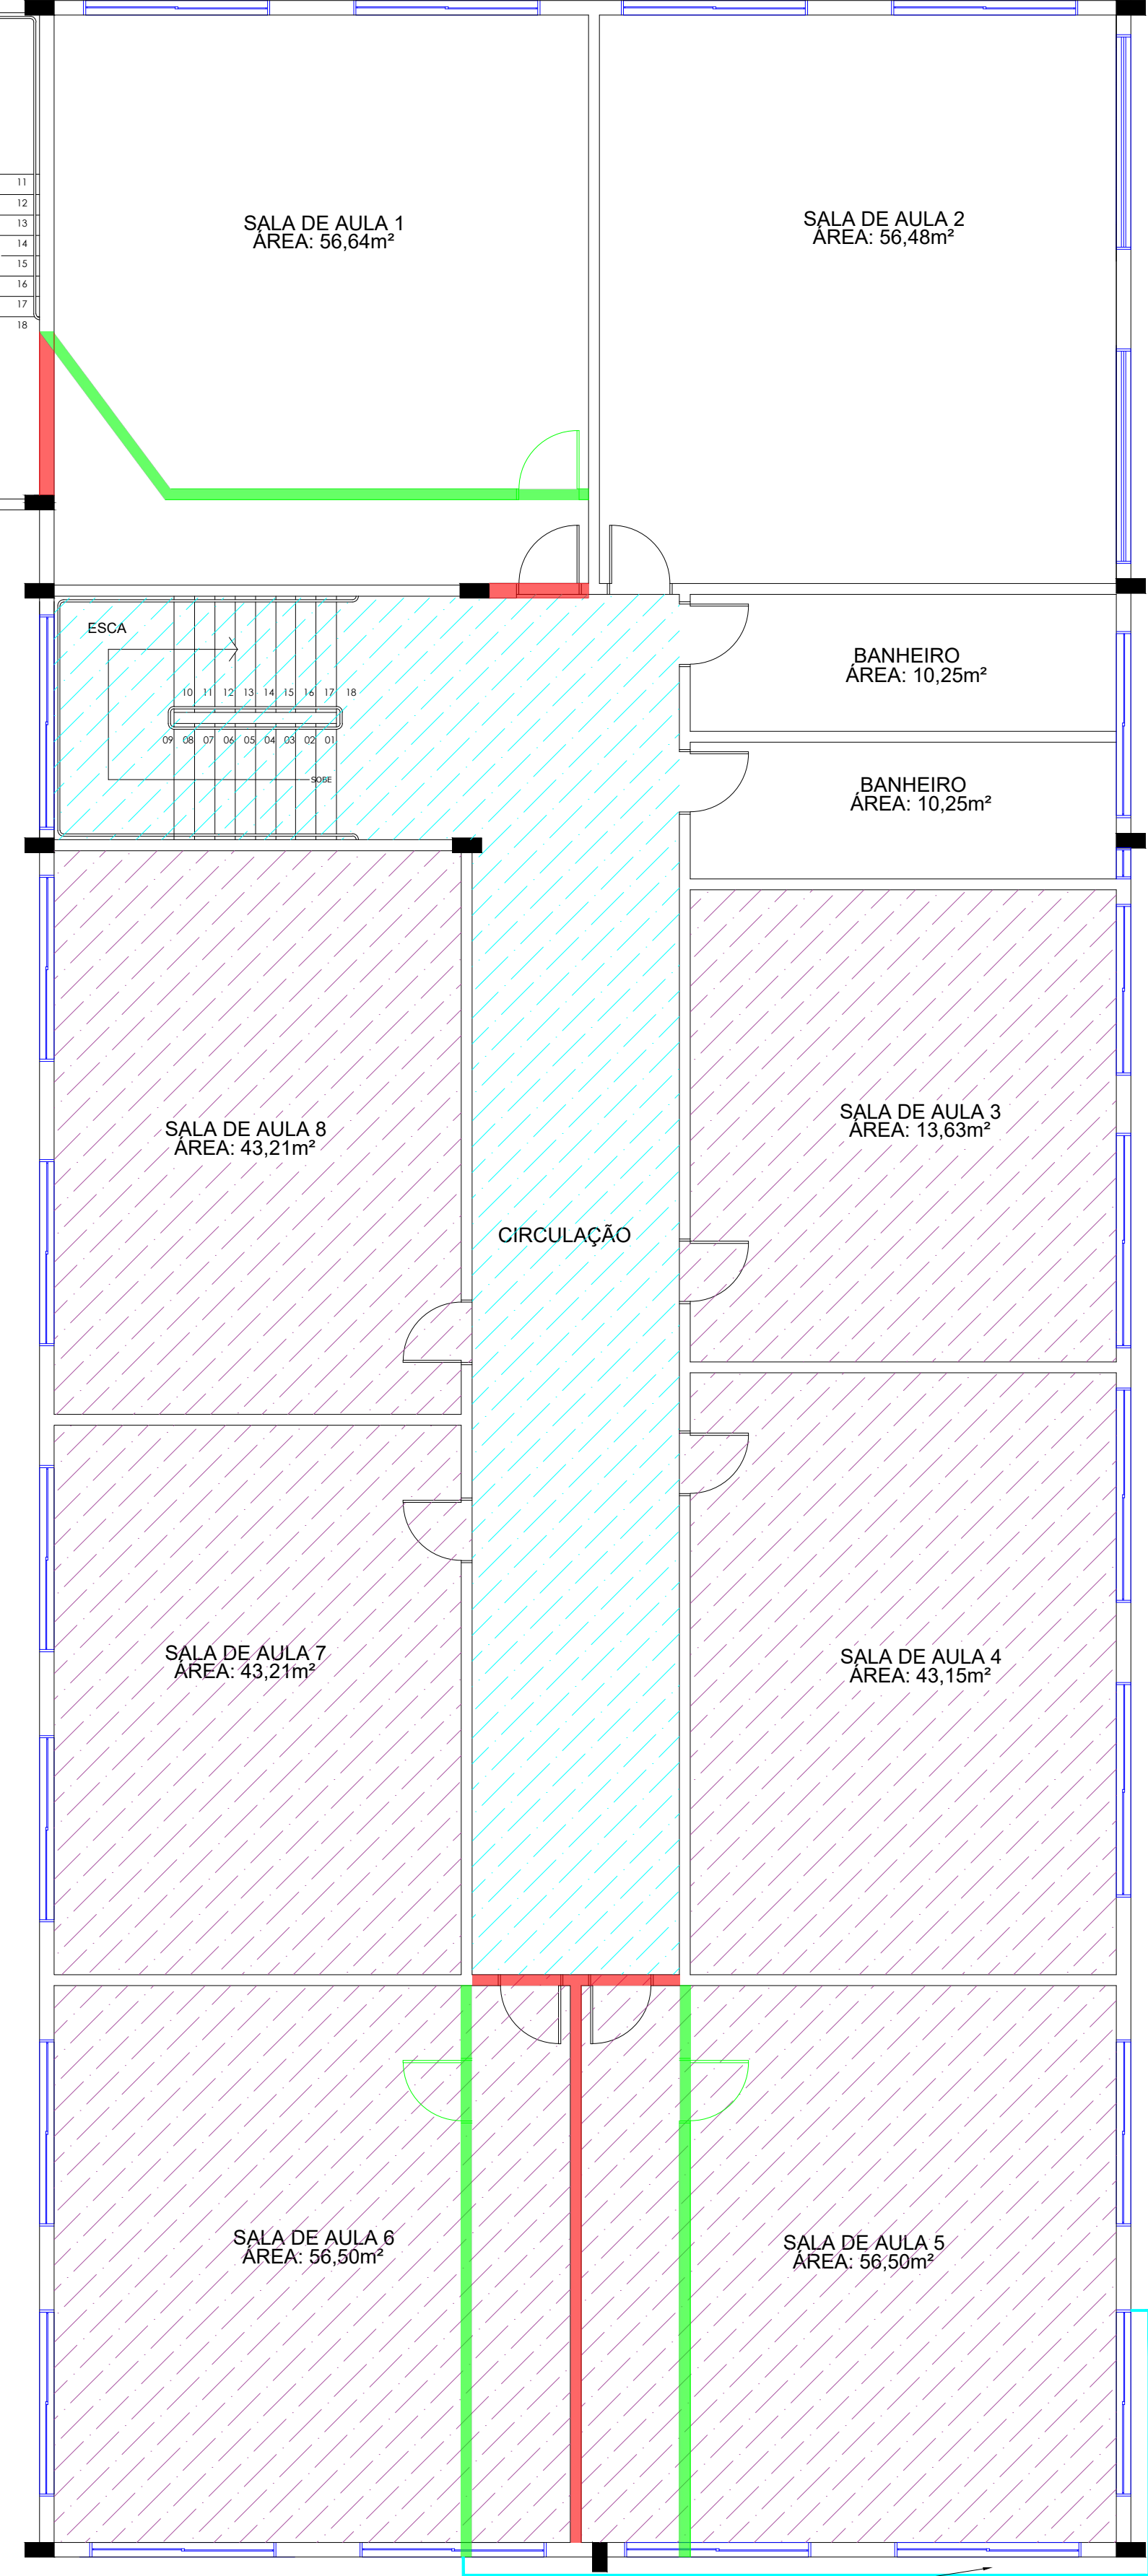 11
12
13
14
15
16
17
18
SALA DE AULA 1
ÁREA: 56,64m²
SALA DE AULA 2
ÁREA: 56,48m²
ESCA
10 11 12 13 14 15 16 17 18
09 08 07 06 05 04 03 02 01
SOBE
BANHEIRO
ÁREA: 10,25m²
BANHEIRO
ÁREA: 10,25m²
SALA DE AULA 8
ÁREA: 43,21m²
SALA DE AULA 3
ÁREA: 13,63m²
CIRCULAÇÃO
SALA DE AULA 7
ÁREA: 43,21m²
SALA DE AULA 4
ÁREA: 43,15m²
SALA DE AULA 6
ÁREA: 56,50m²
SALA DE AULA 5
ÁREA: 56,50m²